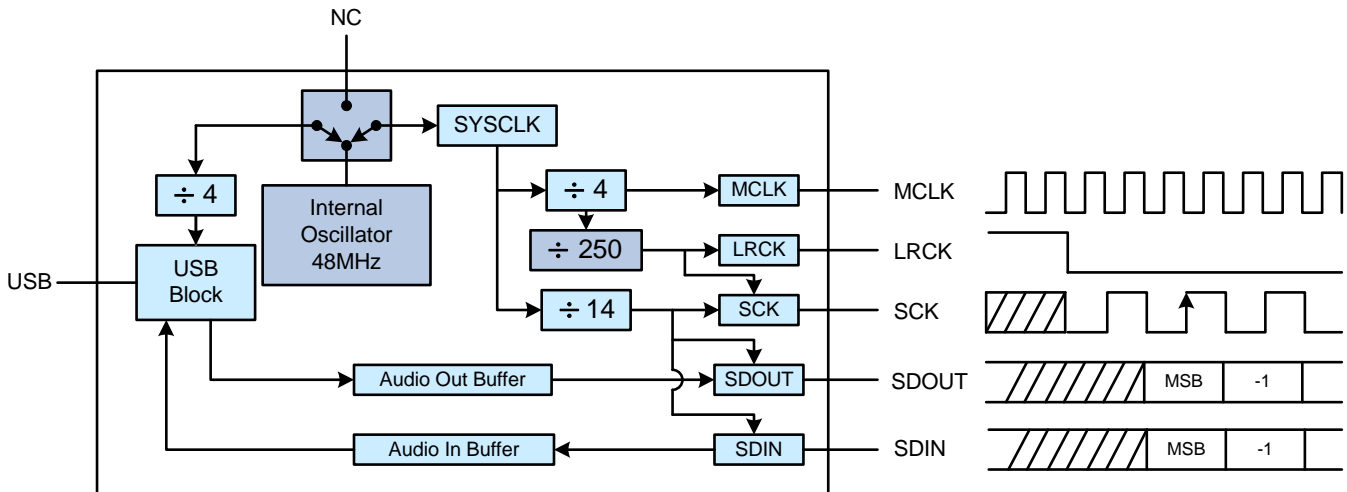 NC
SYSCLK
÷ 4
Internal
Oscillator
48MHz
USB
USB
Block
÷ 4
MCLK
MCLK
÷ 250
LRCK
LRCK
÷ 14
SCK
SCK
Audio Out Buffer
SDOUT
SDOUT
MSB
-1
Audio In Buffer
SDIN
SDIN
MSB
-1